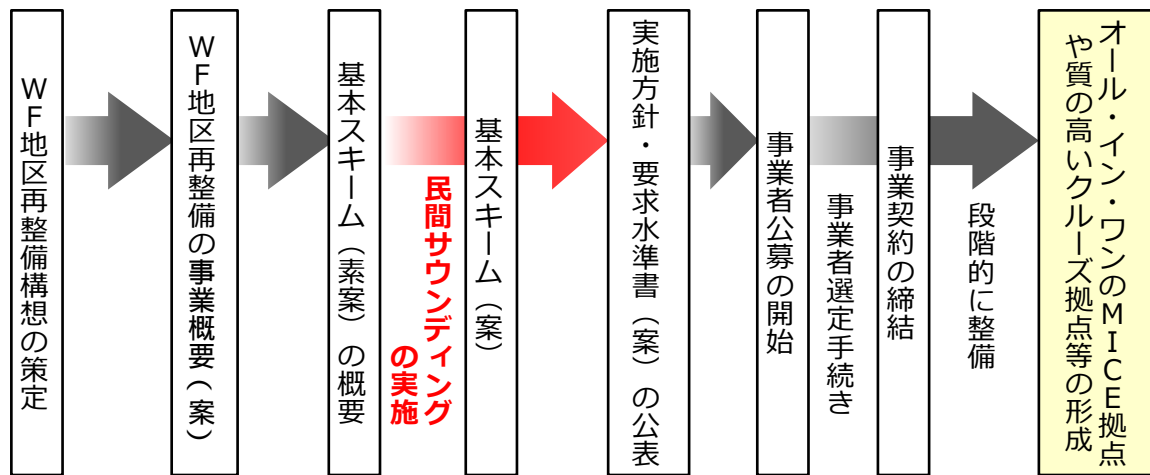 ＷＦ地区再整備構想の策定
ＷＦ地区再整備の事業概要(案)
基本スキーム（素案）の概要
民間サウンディング
の実施
基本スキーム（案）
実施方針・要求水準書（案）の公表
事業者公募の開始
事業者選定手続き
事業契約の締結
段階的に整備
オール・イン・ワンのＭＩＣＥ拠点
や質の高いクルーズ拠点等の形成